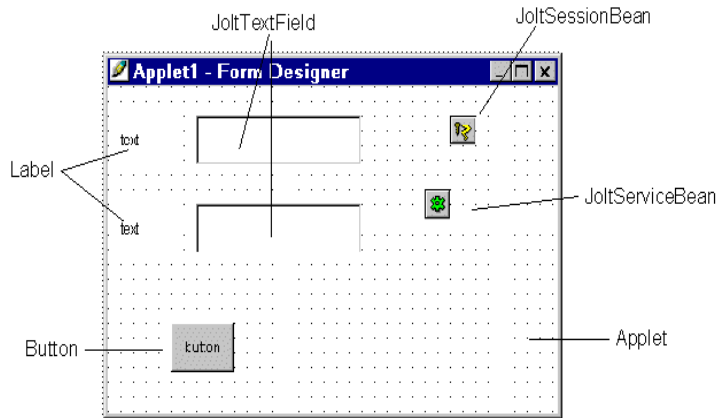 JoltTextField
JoltSessionBean
Applet1 - Form Designer
text
Label
JoltServiceBean
text
Button
button
Applet